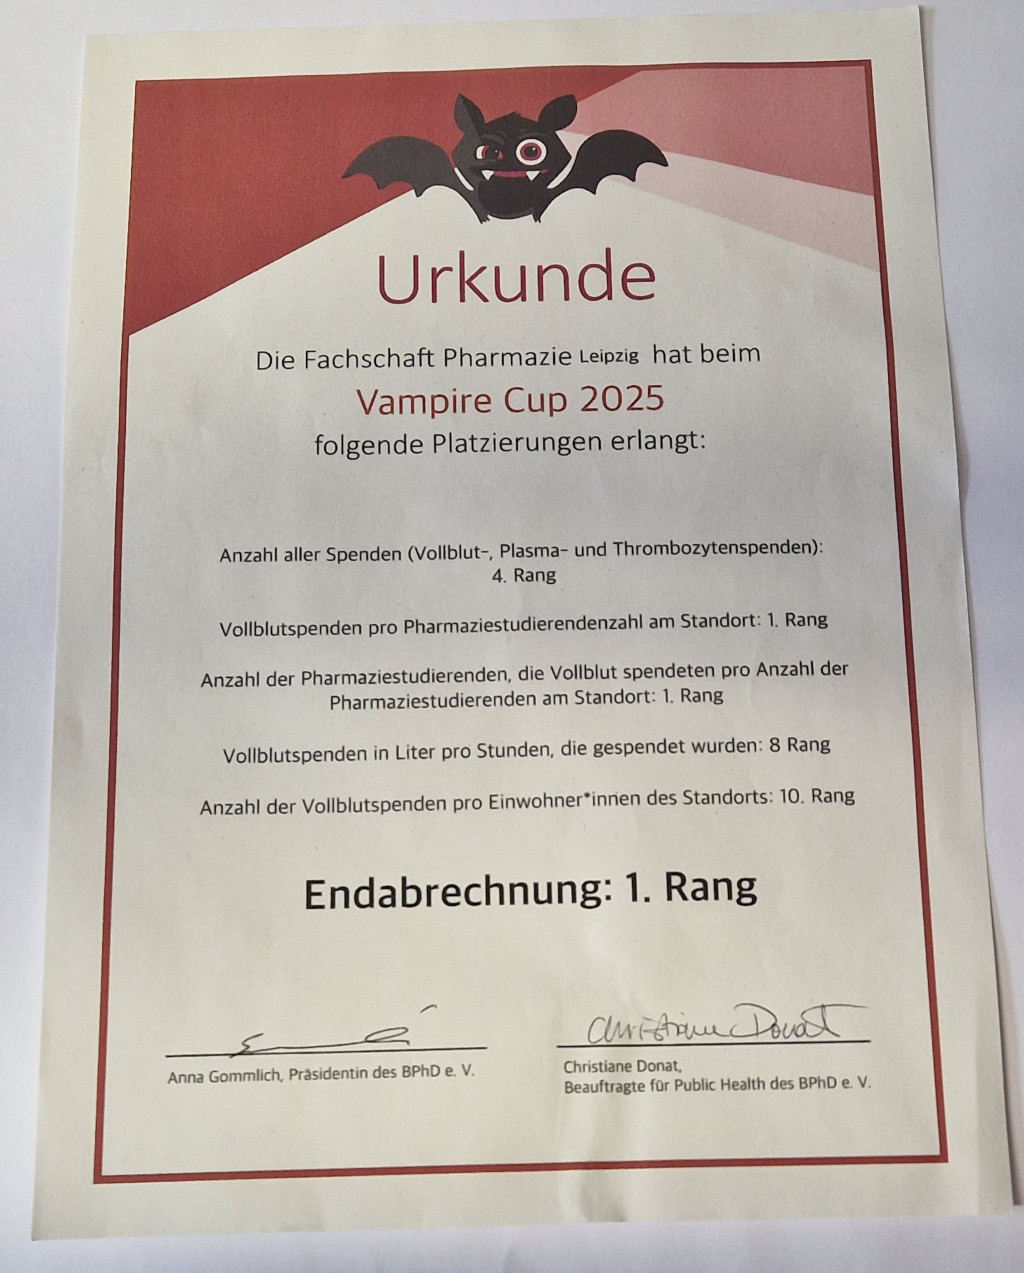 Urkunde
Die Fachschaft Pharmazie Leipzig hat beim
Vampire Cup 2025
folgende Platzierungen erlangt:
Anzahl aller Spenden (Vollblut-, Plasma- und Thrombozytenspenden):
4. Rang
Vollblutspenden pro Pharmaziestudierendenzahl am Standort: 1. Rang
Anzahl der Pharmaziestudierenden, die Vollblut spendeten pro Anzahl der
Pharmaziestudierenden am Standort: 1. Rang
Vollblutspenden in Liter pro Stunden, die gespendet wurden: 8 Rang
Anzahl der Vollblutspenden pro Einwohner*innen des Standorts: 10. Rang
Endabrechnung: 1. Rang
Anna Gommlich, Präsidentin des BPhD e. V.
Christiane Donat
Christiane Donat,
Beauftragte für Public Health des BPhD e. V.